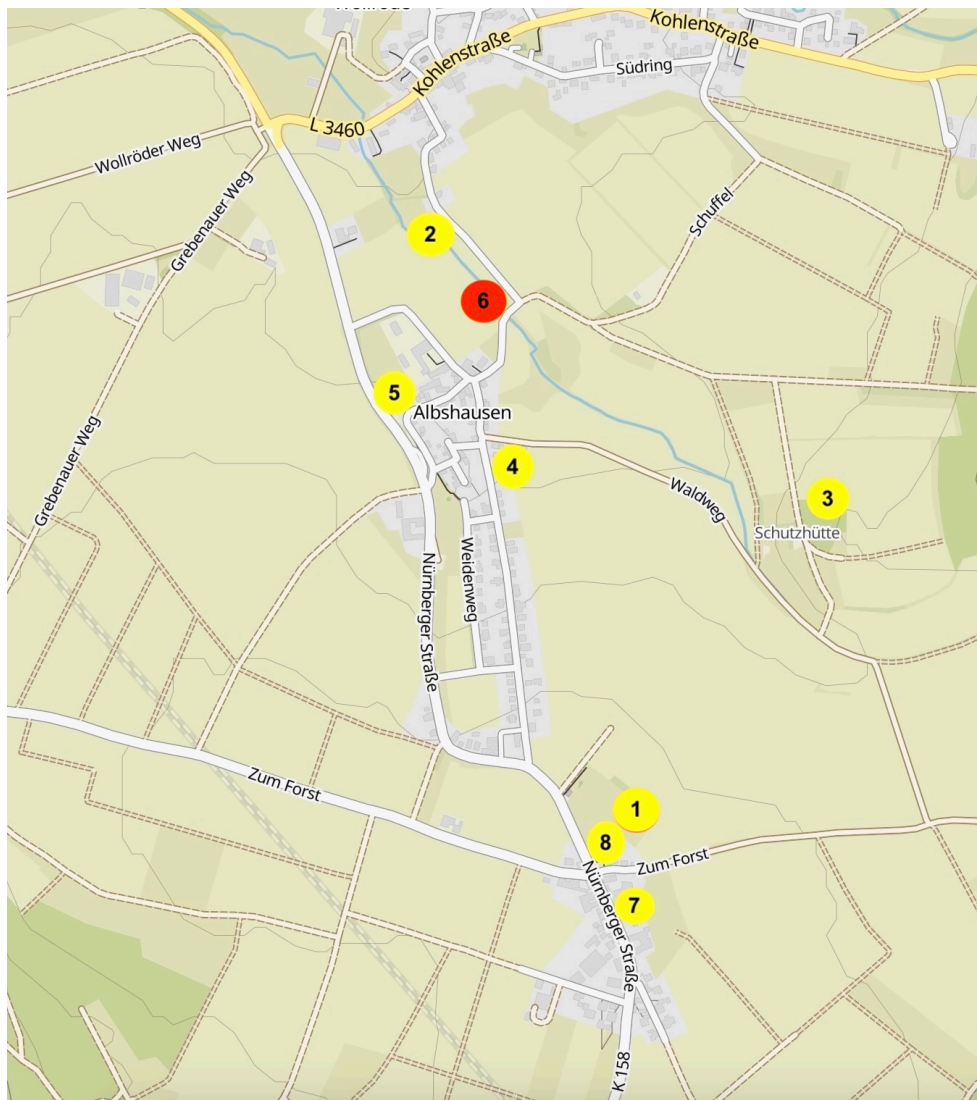 Kohlenstraße
Kohlenstraße
Südring
L 3460
Wollröder Weg
Grebenauer Weg
Schuffel
2
6
5
Albshausen
Grebenauer Weg
4
Waldweg
3
Schutzhütte
Nürnberger Straße
Weidenweg
Zum Forst
1
8
Zum Forst
7
Nürnberger Straße
K 158